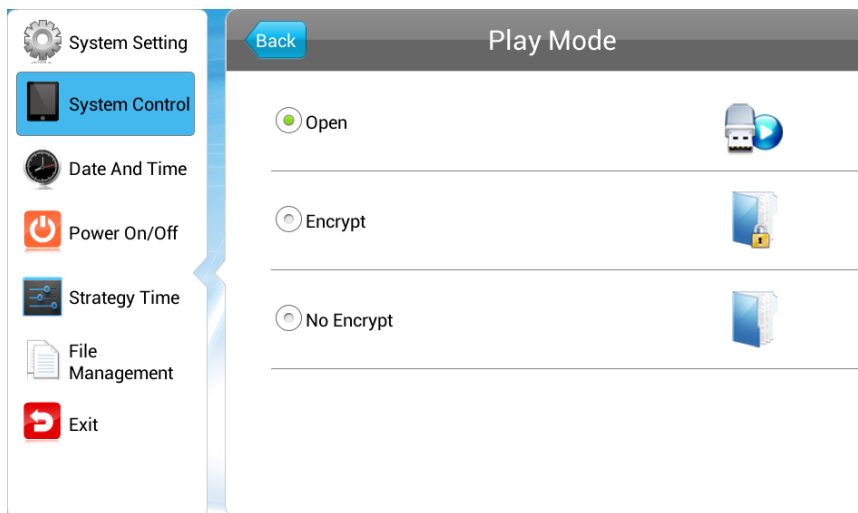 System Setting
System Control
Date And Time
Power On/Off
Strategy Time
File
Management
Exit
Back
Play Mode
Open
Encrypt
No Encrypt